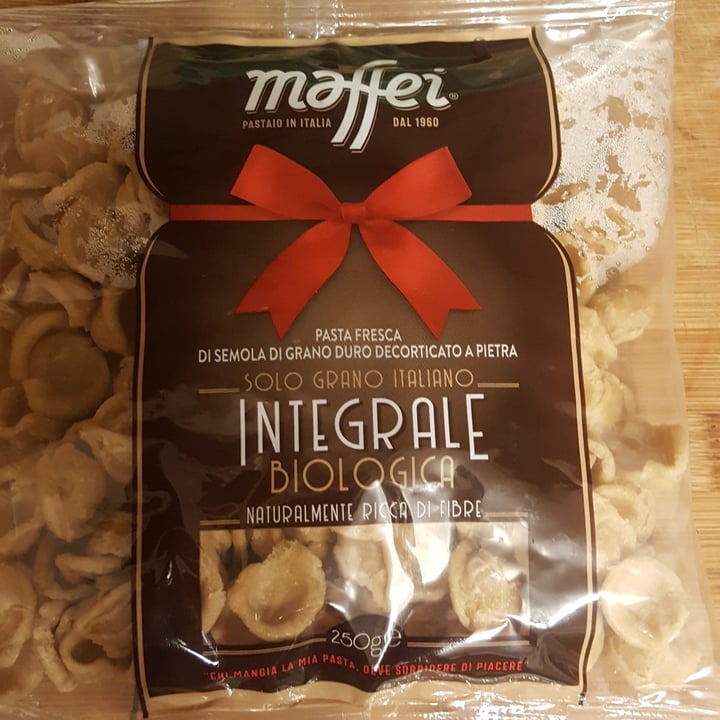 maffei®
PASTAIO IN ITALIA DAL 1960
PASTA FRESCA
DI SEMOLA DI GRANO DURO DECORTICATO A PIETRA
SOLO GRANO ITALIANO
INTEGRALE
BIOLOGICA
NATURALMENTE RICCA DI FIBRE
250g e
"CHI MANGIA LA MIA PASTA, DEVE SORRIDERE DI PIACERE"